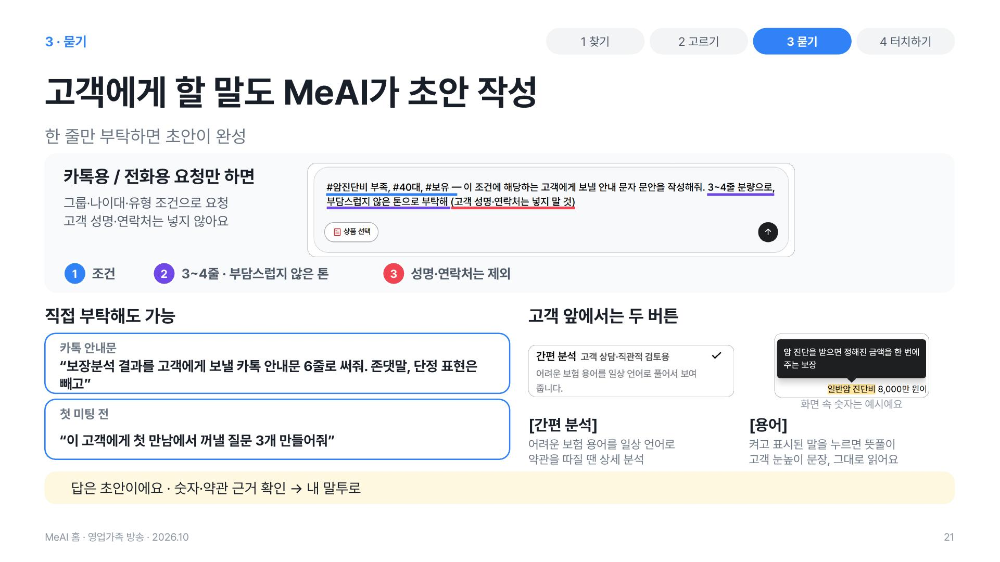 3 · 묻기
1 찾기
2 고르기
3 묻기
4 터치하기
고객에게 할 말도 MeAI가 초안 작성
한 줄만 부탁하면 초안이 완성
카톡용 / 전화용 요청만 하면
그룹·나이대·유형 조건으로 요청
고객 성명·연락처는 넣지 않아요
#암진단비 부족, #40대, #보유 — 이 조건에 해당하는 고객에게 보낼 안내 문자 문안을 작성해줘. 3~4줄 분량으로,
부담스럽지 않은 톤으로 부탁해 (고객 성명·연락처는 넣지 말 것)
상품 선택
1 조건
2 3~4줄 · 부담스럽지 않은 톤
3 성명·연락처는 제외
직접 부탁해도 가능
카톡 안내문
“보장분석 결과를 고객에게 보낼 카톡 안내문 6줄로 써줘. 존댓말, 단정 표현은
빼고”
첫 미팅 전
“이 고객에게 첫 만남에서 꺼낼 질문 3개 만들어줘”
고객 앞에서는 두 버튼
간편 분석 고객 상담·직관적 검토용
어려운 보험 용어를 일상 언어로 풀어서 보여
줍니다.
[간편 분석]
어려운 보험 용어를 일상 언어로
약관을 따질 땐 상세 분석
암 진단을 받으면 정해진 금액을 한 번에
주는 보장
일반암 진단비 8,000만 원이
화면 속 숫자는 예시예요
[용어]
켜고 표시된 말을 누르면 뜻풀이
고객 눈높이 문장, 그대로 읽어요
답은 초안이에요 · 숫자·약관 근거 확인 → 내 말투로
MeAI 홈 · 영업가족 방송 · 2026.10
21